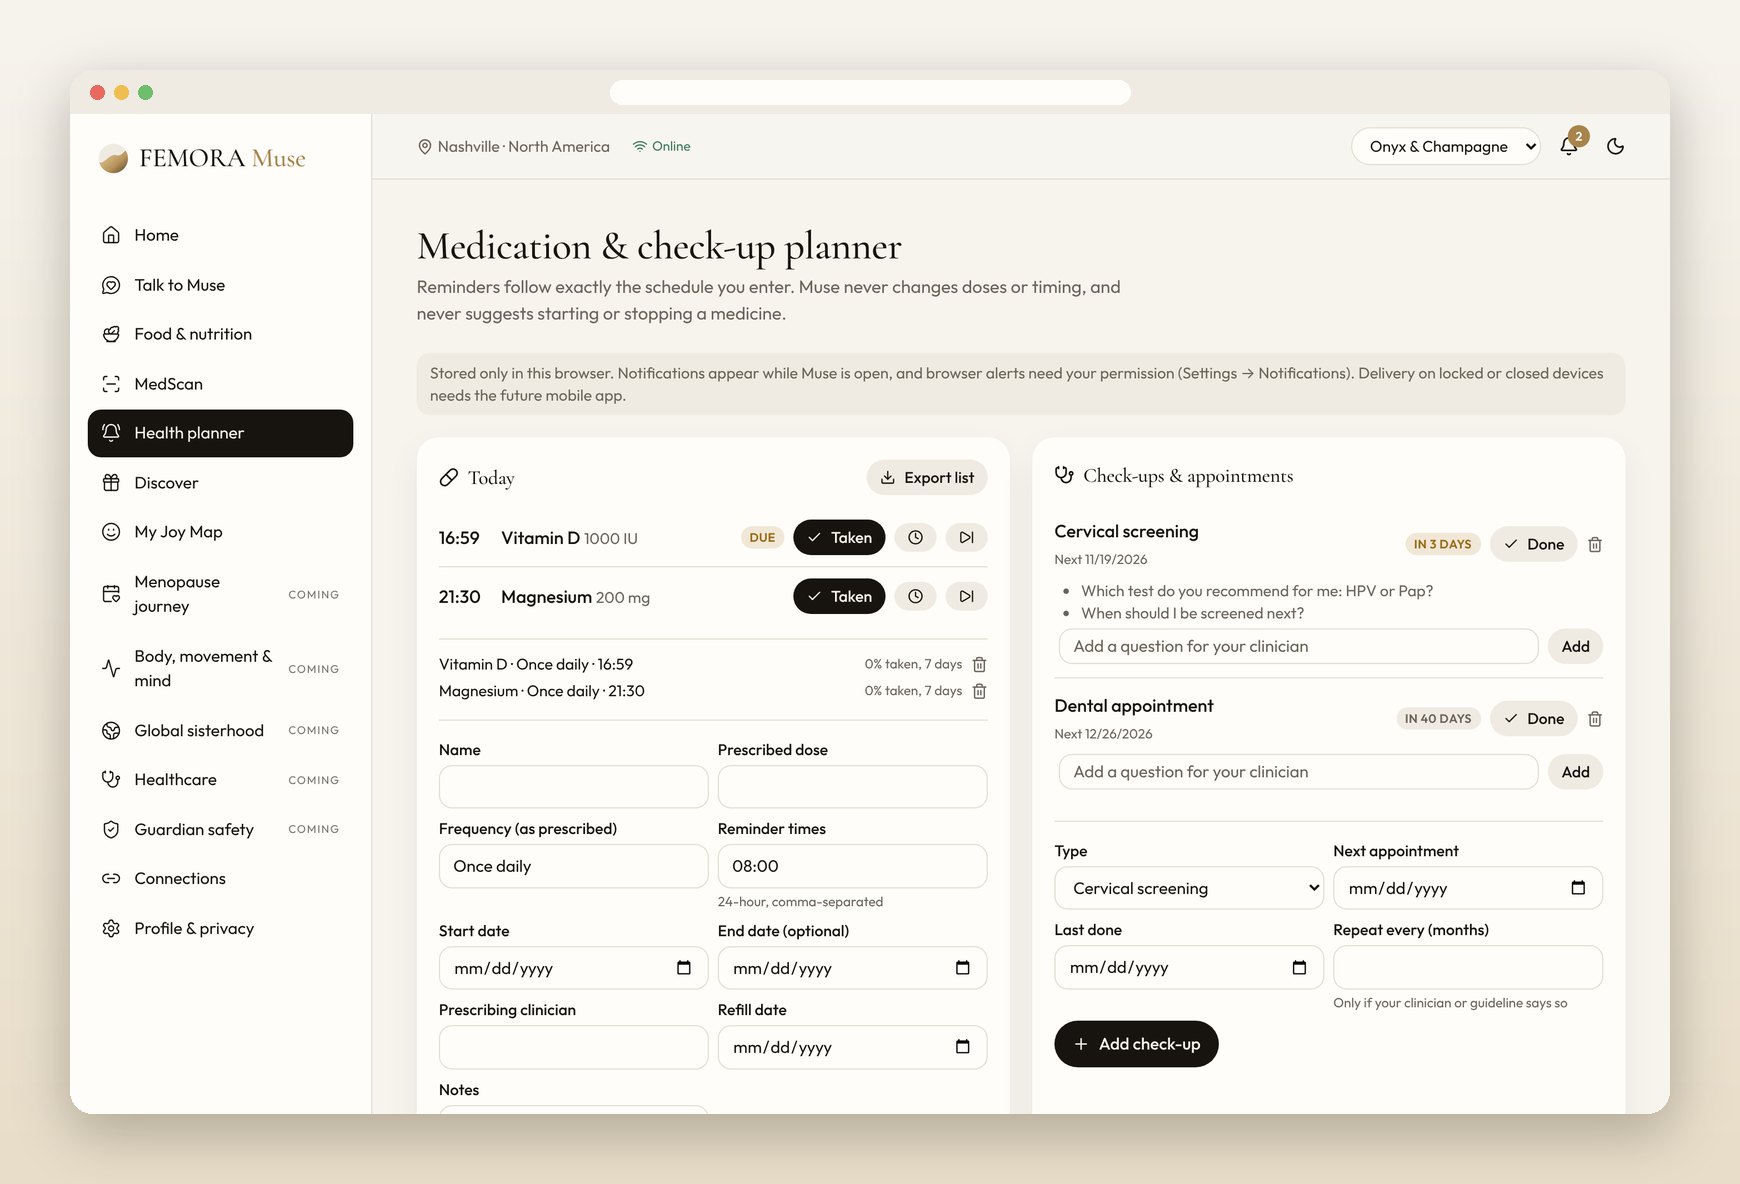 FEMORA Muse
Home
Talk to Muse
Food & nutrition
MedScan
Health planner
Discover
My Joy Map
Menopause
journey
COMING
Body, movement &
mind
COMING
Global sisterhood COMING
Healthcare COMING
Guardian safety COMING
Connections
Profile & privacy
Nashville · North America Online
Onyx & Champagne 2
Medication & check-up planner
Reminders follow exactly the schedule you enter. Muse never changes doses or timing, and
never suggests starting or stopping a medicine.
Stored only in this browser. Notifications appear while Muse is open, and browser alerts need your permission (Settings → Notifications). Delivery on locked or closed devices
needs the future mobile app.
Today Export list
16:59 Vitamin D 1000 IU DUE Taken
21:30 Magnesium 200 mg Taken
Vitamin D · Once daily · 16:59 0% taken, 7 days
Magnesium · Once daily · 21:30 0% taken, 7 days
Name Prescribed dose
Frequency (as prescribed) Reminder times
Once daily 08:00
24-hour, comma-separated
Start date End date (optional)
mm/dd/yyyy mm/dd/yyyy
Prescribing clinician Refill date
mm/dd/yyyy
Notes
Check-ups & appointments
Cervical screening
Next 11/19/2026
IN 3 DAYS Done
• Which test do you recommend for me: HPV or Pap?
• When should I be screened next?
Add a question for your clinician Add
Dental appointment
Next 12/26/2026
IN 40 DAYS Done
Add a question for your clinician Add
Type Next appointment
Cervical screening mm/dd/yyyy
Last done Repeat every (months)
mm/dd/yyyy
Only if your clinician or guideline says so
+ Add check-up